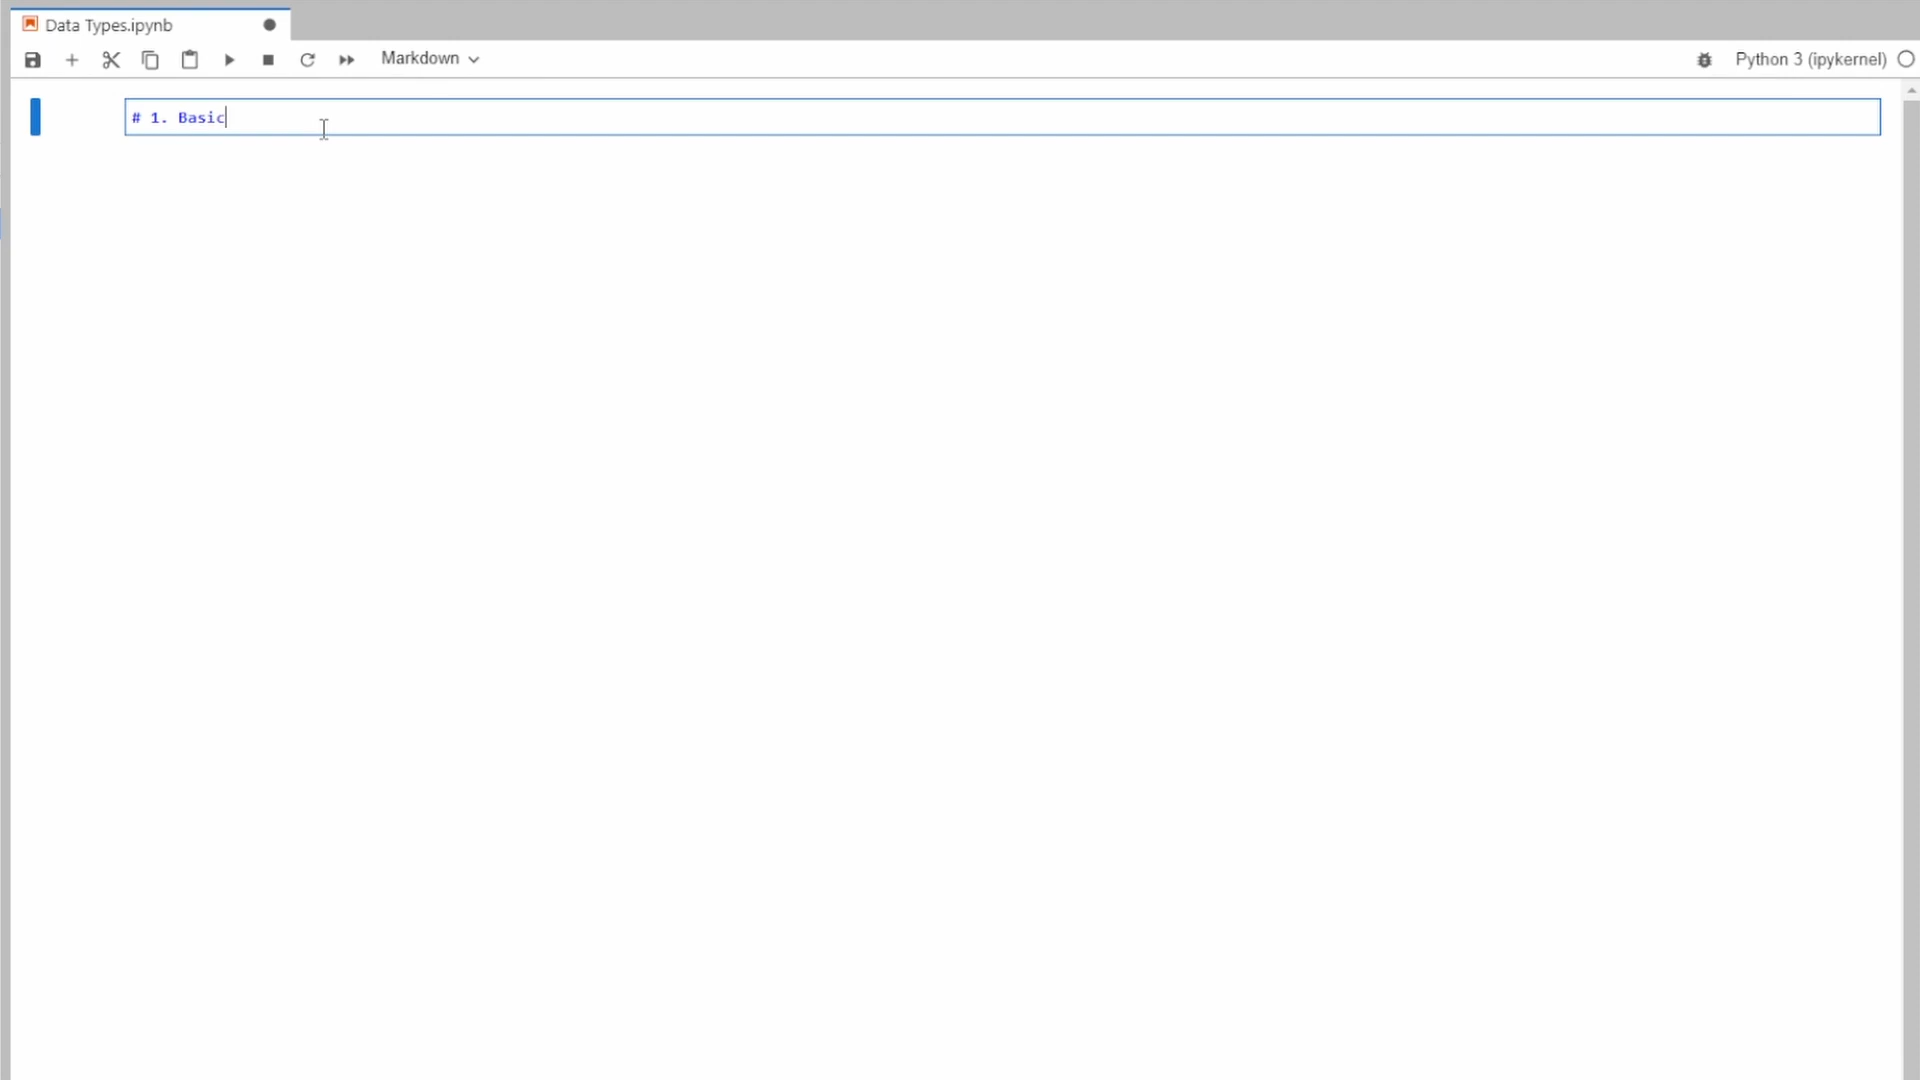 Data Types.ipynb
Markdown
Python 3 (ipykernel)
# 1. Basic